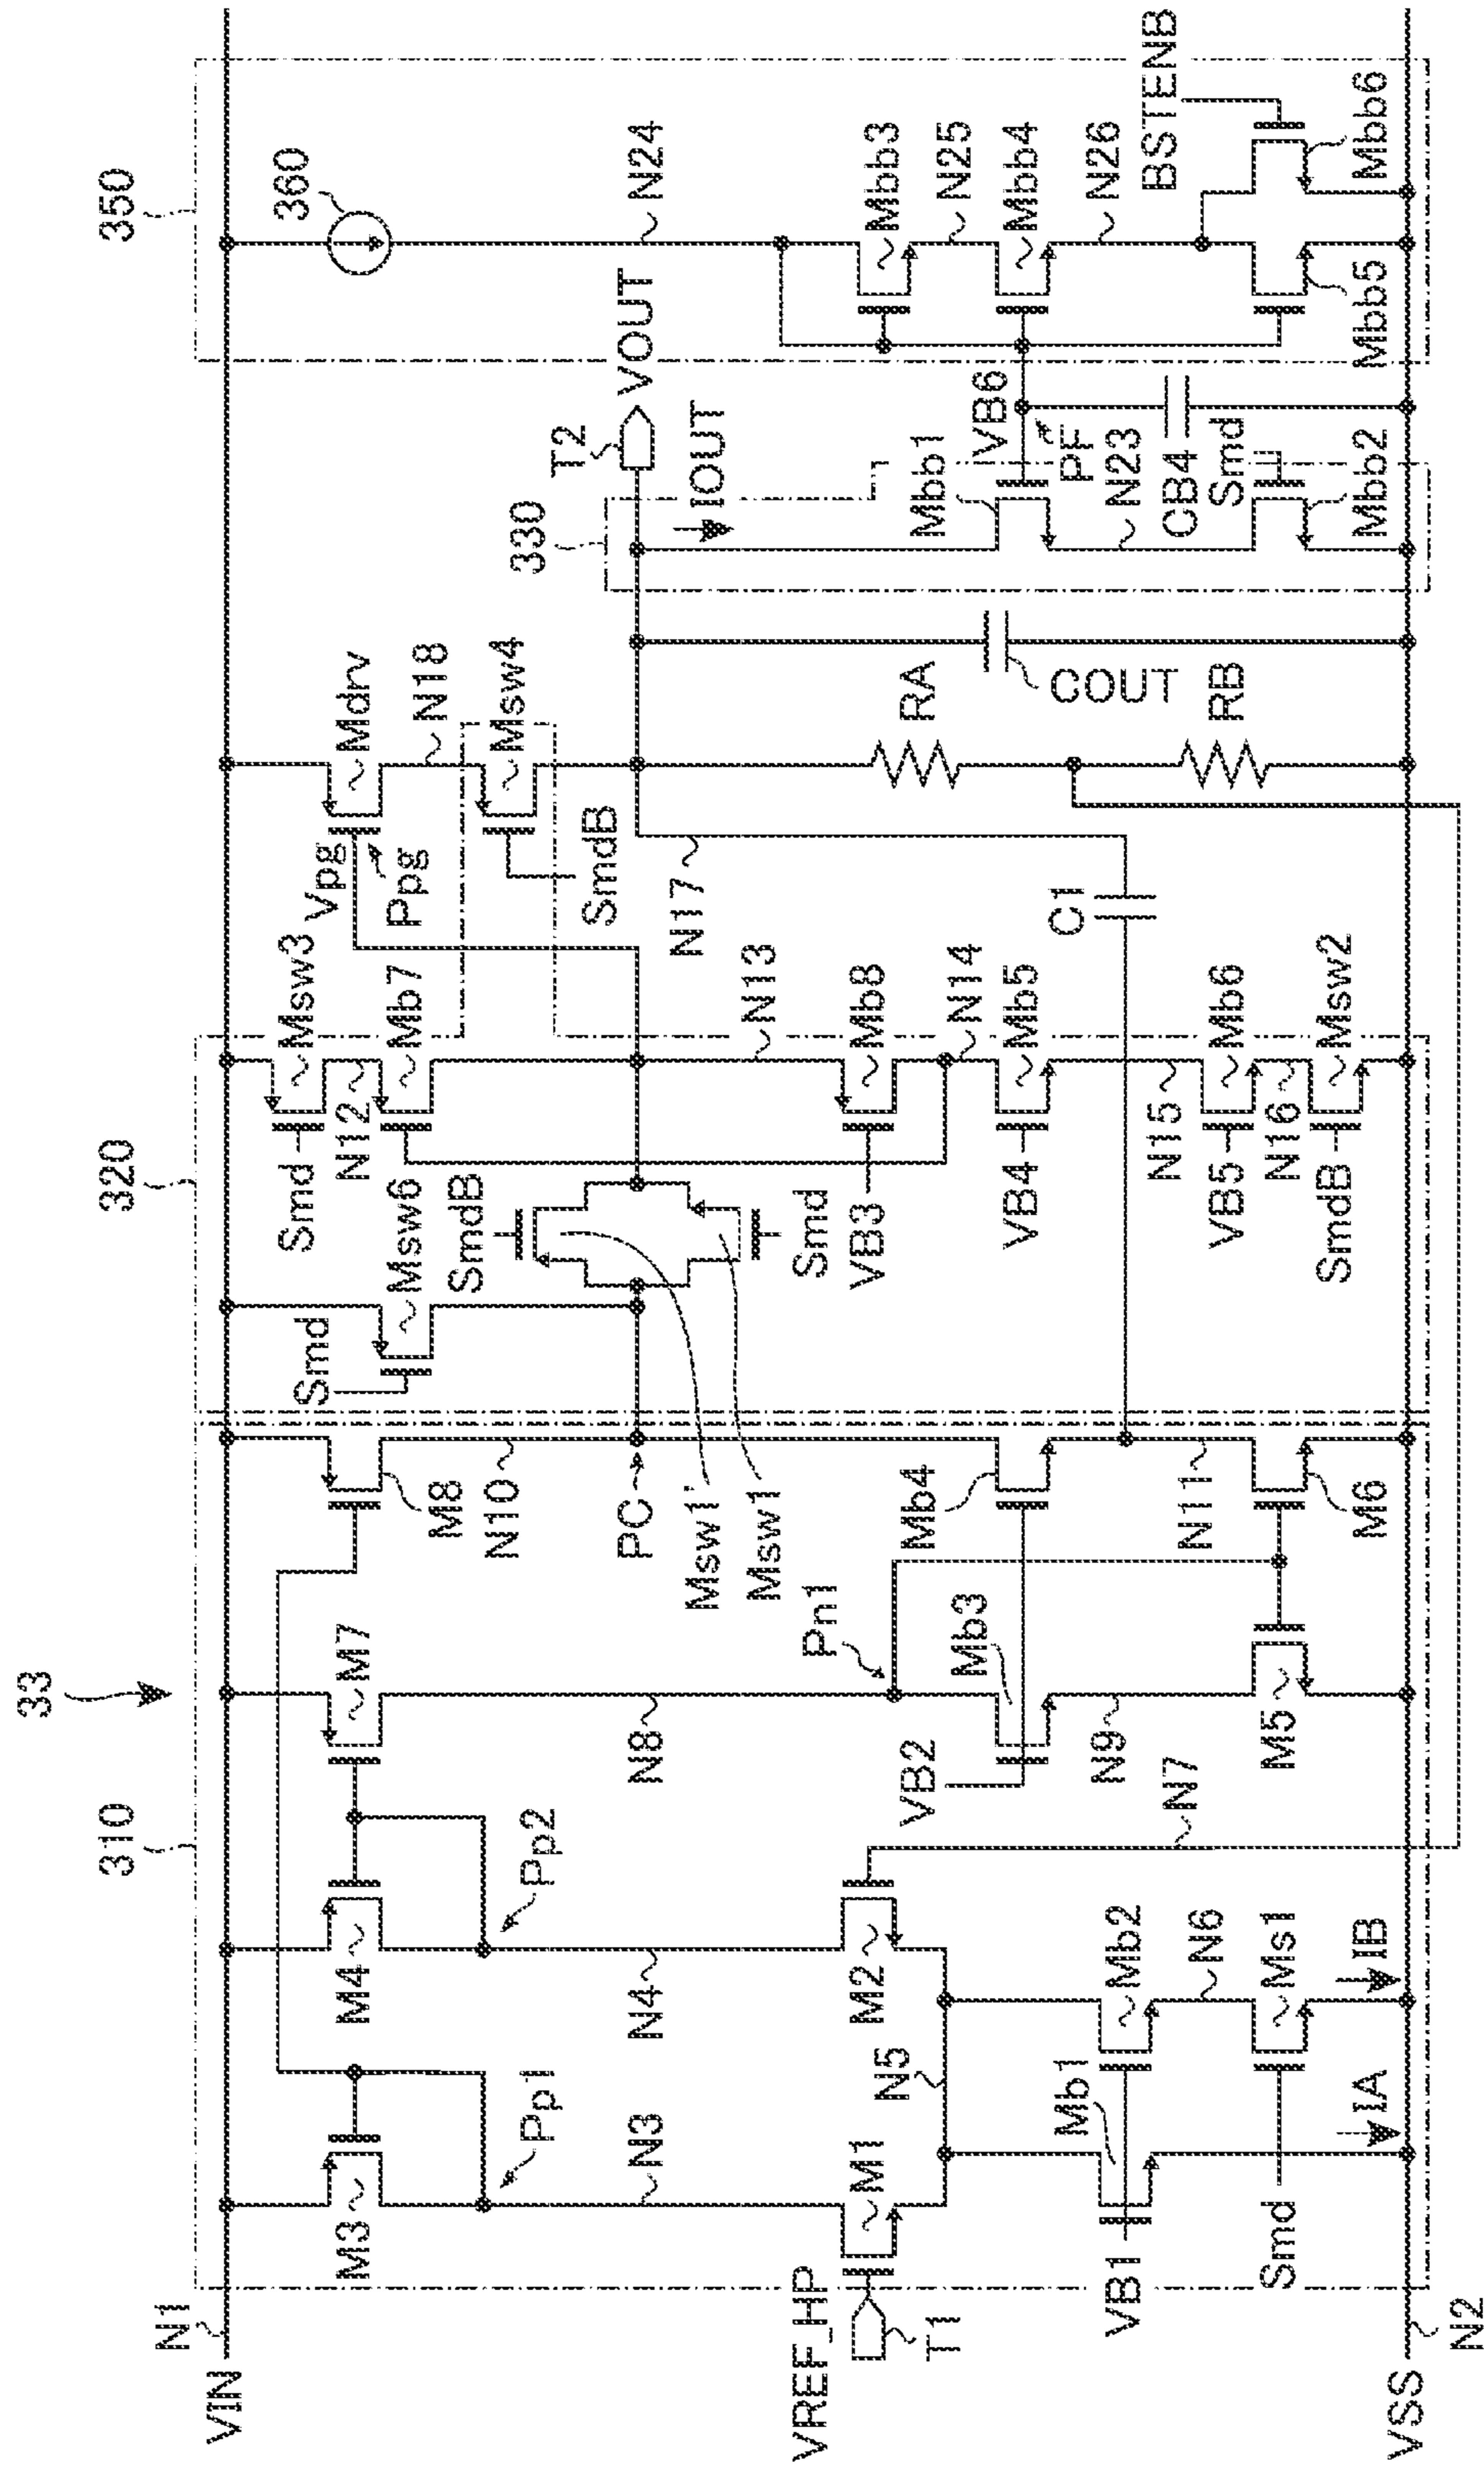 33
310
320
330
350
360
VIN
N1
M3
M4
M7
M8
Smd
Msw6
Smd
Msw3
N12
Mb7
Vpg
Ppg
Mdrv
N18
Msw4
SmdB
Pp1
Pp2
N3
N4
N8
N10
PC
Msw1'
Msw1
SmdB
Smd
N13
N17
T2
VOUT
IOUT
N24
VREF_HP
T1
M1
M2
N5
Pn1
VB2
Mb3
Mb4
VB3
Mb8
N14
VB4
Mb5
C1
RA
COUT
Mbb1
VB6
PF
Mbb3
N25
Mbb4
N26
BSTENB
VB1
Mb1
Mb2
N6
N7
N9
N11
N15
VB5
Mb6
N16
RB
N23
CB4
Smd
Smd
Ms1
M5
M6
SmdB
Msw2
Mbb2
Mbb5
Mbb6
IA
IB
VSS
N2